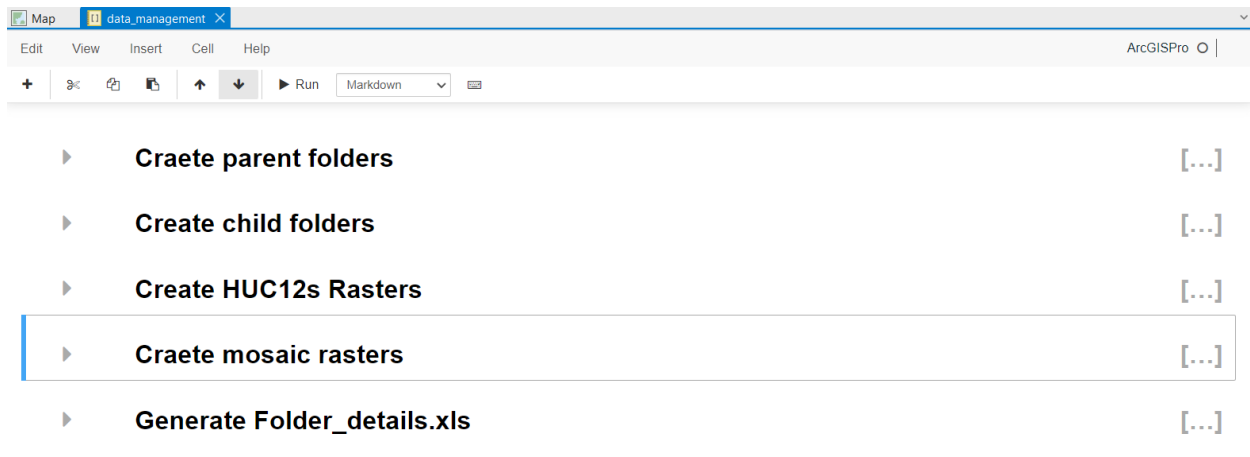 Map data_management
Edit View Insert Cell Help ArcGISPro
Run Markdown
Craete parent folders [...]
Create child folders [...]
Create HUC12s Rasters [...]
Craete mosaic rasters [...]
Generate Folder_details.xls [...]